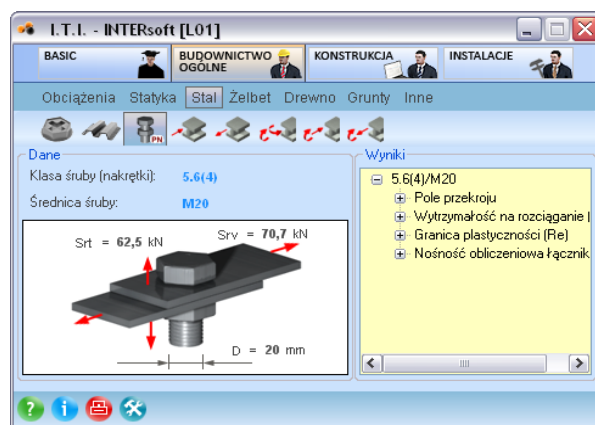 I.T.I. - INTERsoft [L01]
BASIC
BUDOWNICTWO
OGÓLNE
KONSTRUKCJA
INSTALACJE
Obciążenia Statyka Stal Żelbet Drewno Grunty Inne
PN
Dane
Klasa śruby (nakrętki): 5.6(4)
Średnica śruby: M20
Srt = 62,5 kN
Srv = 70,7 kN
D = 20 mm
Wyniki
5.6(4)/M20
Pole przekroju
Wytrzymałość na rozciąganie (
Granica plastyczności (Re)
Nośność obliczeniowa łącznik